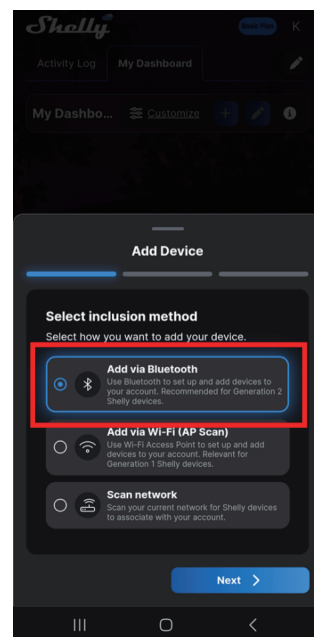 Shelly
Basic Plan
K
Activity Log
My Dashboard
My Dashbo...
Customize
Add Device
Select inclusion method
Select how you want to add your device.
Add via Bluetooth
Use Bluetooth to set up and add devices to
your account. Recommended for Generation 2
Shelly devices.
Add via Wi-Fi (AP Scan)
Use Wi-Fi Access Point to set up and add
devices to your account. Relevant for
Generation 1 Shelly devices.
Scan network
Scan your current network for Shelly devices
to associate with your account.
Next